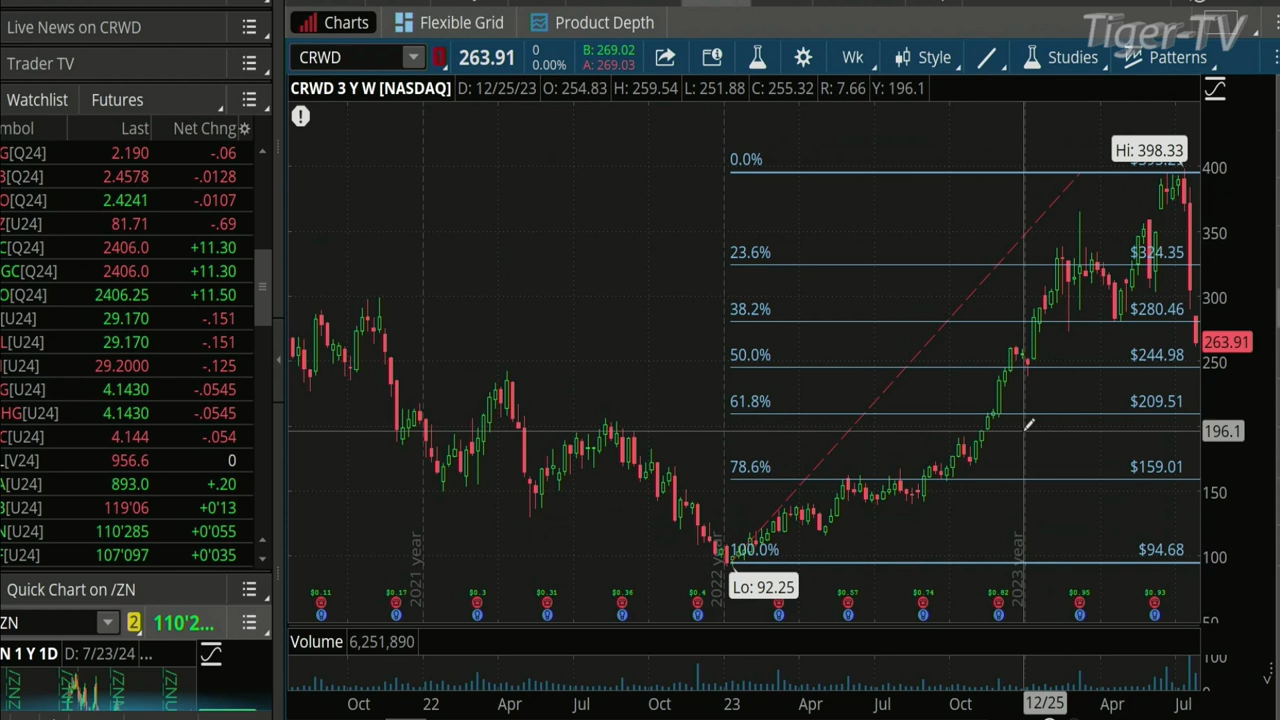 Live News on CRWD
Trader TV
Watchlist Futures
mbol Last Net Chng
G[Q24] 2.190 -.06
B[Q24] 2.4578 -.0128
O[Q24] 2.4241 -.0107
Z[U24] 81.71 -.69
C[Q24] 2406.0 +11.30
GC[Q24] 2406.0 +11.30
O[Q24] 2406.25 +11.50
[U24] 29.170 -.151
L[U24] 29.170 -.151
[U24] 29.2000 -.125
G[U24] 4.1430 -.0545
HG[U24] 4.1430 -.0545
C[U24] 4.144 -.054
L[V24] 956.6 0
A[U24] 893.0 +.20
B[U24] 119'06 +0'13
N[U24] 110'285 +0'055
F[U24] 107'097 +0'035
Quick Chart on /ZN
ZN 2 110'2...
N 1 Y 1D D: 7/23/24 ...
/ZNU /ZNU /ZNU
Charts Flexible Grid Product Depth
Tiger-TV
CRWD 263.91 0 0.00% B: 269.02 A: 269.03 Wk Style Studies Patterns
CRWD 3 Y W [NASDAQ] D: 12/25/23 O: 254.83 H: 259.54 L: 251.88 C: 255.32 R: 7.66 Y: 196.1
Hi: 398.33
0.0%
23.6% $324.35
38.2% $280.46
50.0% $244.98
61.8% $209.51
78.6% $159.01
100.0% $94.68
Lo: 92.25
400
350
300
263.91
250
196.1
150
100
50
2021 year 2022 year 2023 year
$0.11 $0.17 $0.3 $0.31 $0.36 $0.4 $0.57 $0.74 $0.82 $0.95 $0.93
Volume 6,251,890
100
Oct 22 Apr Jul Oct 23 Apr Jul Oct 12/25 Apr Jul